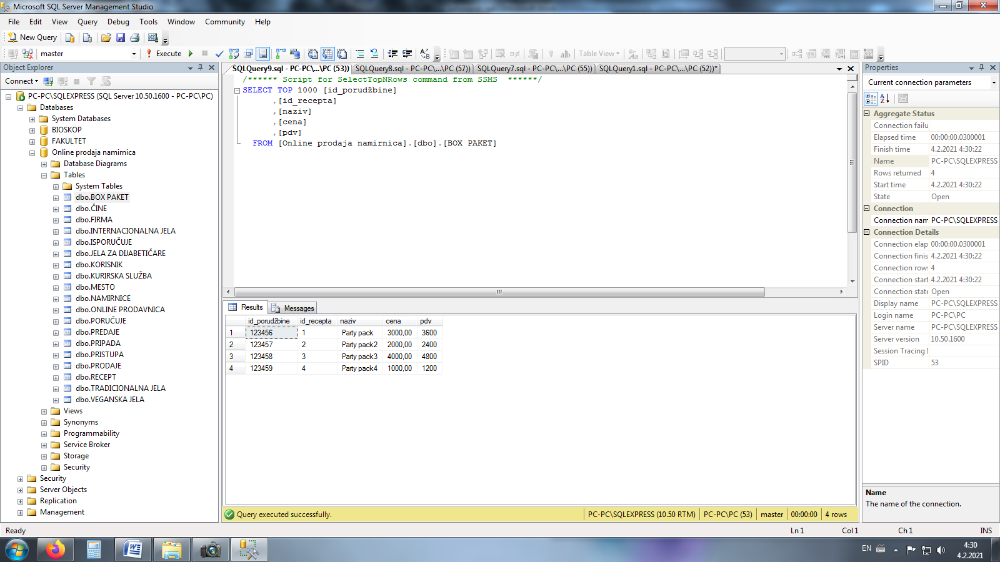 Microsoft SQL Server Management Studio
File Edit View Query Debug Tools Window Community Help
New Query
master Execute Table View
Object Explorer
Connect
PC-PC\SQLEXPRESS (SQL Server 10.50.1600 - PC-PC\PC)
Databases
System Databases
BIOSKOP
FAKULTET
Online prodaja namirnica
Database Diagrams
Tables
System Tables
dbo.BOX PAKET
dbo.ČINE
dbo.FIRMA
dbo.INTERNACIONALNA JELA
dbo.ISPORUČUJE
dbo.JELA ZA DIJABETIČARE
dbo.KORISNIK
dbo.KURIRSKA SLUŽBA
dbo.MESTO
dbo.NAMIRNICE
dbo.ONLINE PRODAVNICA
dbo.PORUČUJE
dbo.PREDAJE
dbo.PRIPADA
dbo.PRISTUPA
dbo.PRODAJE
dbo.RECEPT
dbo.TRADICIONALNA JELA
dbo.VEGANSKA JELA
Views
Synonyms
Programmability
Service Broker
Storage
Security
Security
Server Objects
Replication
Management
SQLQuery9.sql - PC-PC\...\PC (53)) SQLQuery8.sql - PC-PC\...\PC (57)) SQLQuery7.sql - PC-PC\...\PC (55)) SQLQuery1.sql - PC-PC\...\PC (52))*
/****** Script for SelectTopNRows command from SSMS ******/
SELECT TOP 1000 [id_porudžbine]
,[id_recepta]
,[naziv]
,[cena]
,[pdv]
FROM [Online prodaja namirnica].[dbo].[BOX PAKET]
Results Messages
id_porudžbine id_recepta naziv cena pdv
1 123456 1 Party pack 3000,00 3600
2 123457 2 Party pack2 2000,00 2400
3 123458 3 Party pack3 4000,00 4800
4 123459 4 Party pack4 1000,00 1200
Query executed successfully. PC-PC\SQLEXPRESS (10.50 RTM) PC-PC\PC (53) master 00:00:00 4 rows
Properties
Current connection parameters
Aggregate Status
Connection failu
Elapsed time 00:00:00.0300001
Finish time 4.2.2021 4:30:22
Name PC-PC\SQLEXPRESS
Rows returned 4
Start time 4.2.2021 4:30:22
State Open
Connection
Connection nam PC-PC\SQLEXPRESS
Connection Details
Connection elap 00:00:00.0300001
Connection finis 4.2.2021 4:30:22
Connection rows 4
Connection start 4.2.2021 4:30:22
Connection state Open
Display name PC-PC\SQLEXPRESS
Login name PC-PC\PC
Server name PC-PC\SQLEXPRESS
Server version 10.50.1600
Session Tracing I
SPID 53
Name
The name of the connection.
Ready Ln 1 Col 1 Ch 1 INS
EN 4:30
4.2.2021